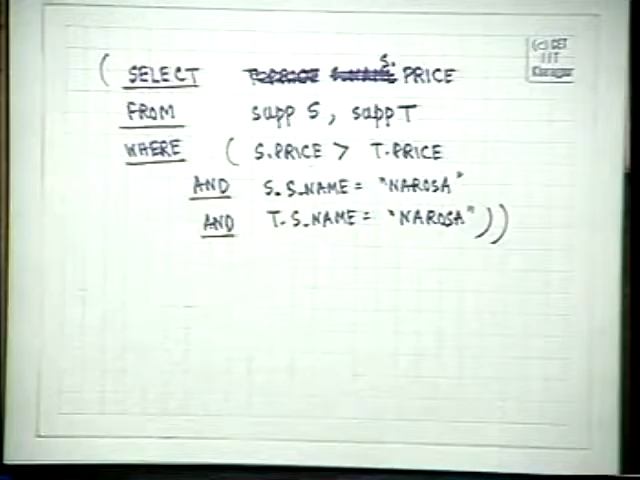 ( SELECT S. PRICE
FROM supp S, supp T
WHERE ( S.PRICE > T.PRICE
AND S.S_NAME = "NAROSA"
AND T.S_NAME = "NAROSA" ) )
(c) CET
IIT
Kharagpur